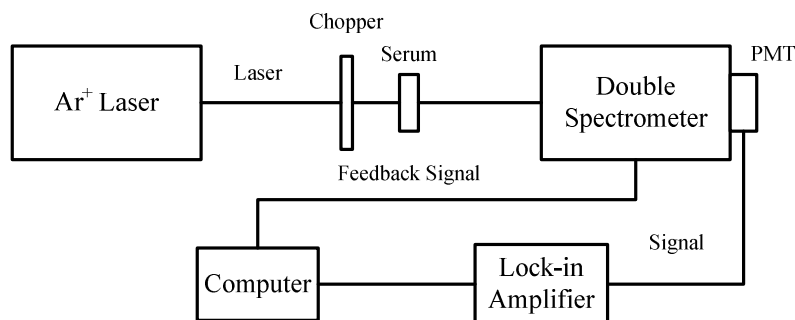 Chopper
Serum
PMT
Laser
Ar⁺ Laser
Double
Spectrometer
Feedback Signal
Signal
Computer
Lock-in
Amplifier